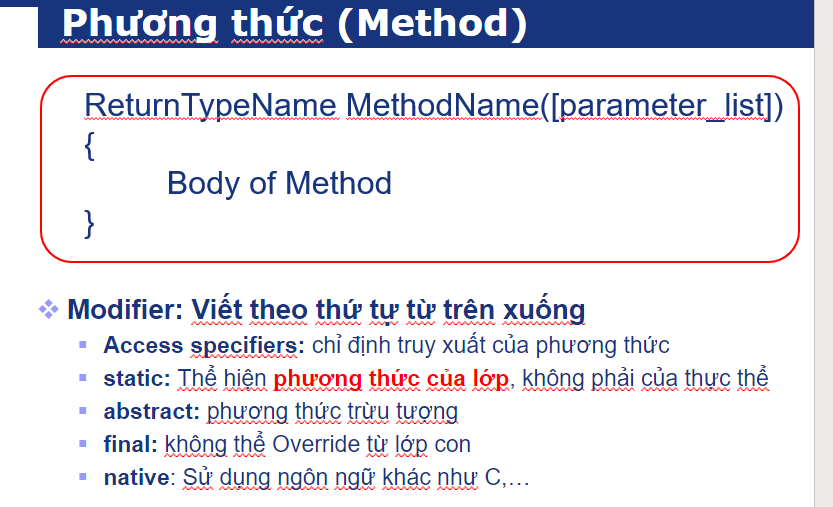 Phương thức (Method)
ReturnTypeName MethodName([parameter_list])
{
Body of Method
}
Modifier: Viết theo thứ tự từ trên xuống
Access specifiers: chỉ định truy xuất của phương thức
static: Thể hiện phương thức của lớp, không phải của thực thể
abstract: phương thức trừu tượng
final: không thể Override từ lớp con
native: Sử dụng ngôn ngữ khác như C,…